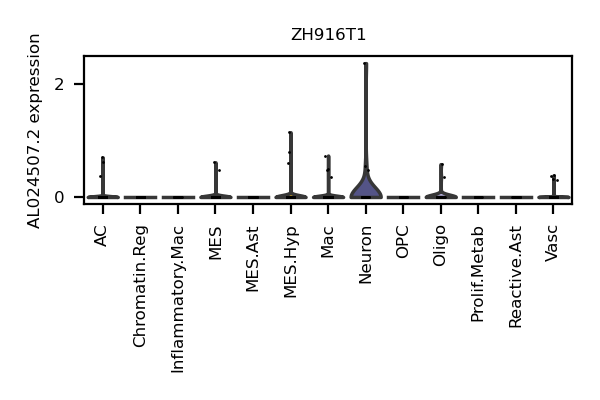 ZH916T1
AL024507.2 expression
2
0
AC
Chromatin.Reg
Inflammatory.Mac
MES
MES.Ast
MES.Hyp
Mac
Neuron
OPC
Oligo
Prolif.Metab
Reactive.Ast
Vasc